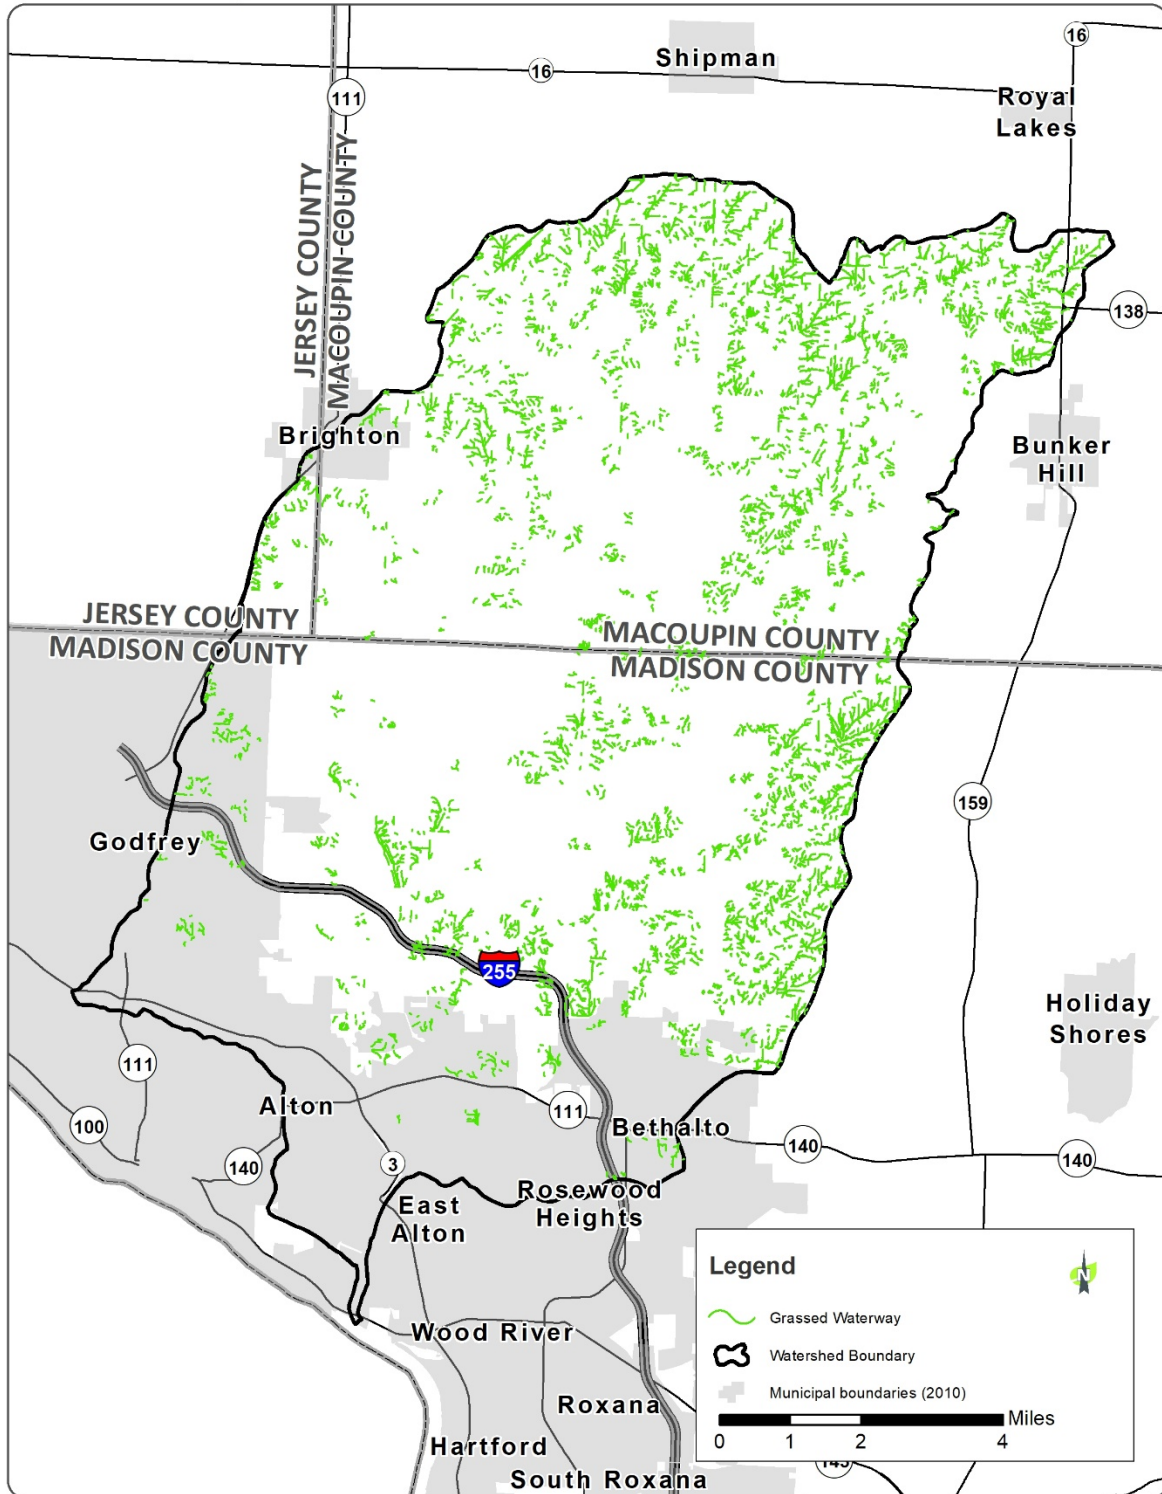 Shipman
16
16
111
Royal
Lakes
JERSEY COUNTY
MACOUPIN COUNTY
138
Brighton
Bunker
Hill
JERSEY COUNTY
MADISON COUNTY
MACOUPIN COUNTY
MADISON COUNTY
159
Godfrey
255
Holiday
Shores
111
Alton
111
100
Bethalto
140
140
140
3
Rosewood
Heights
East
Alton
Wood River
Roxana
Hartford
South Roxana
Legend
N
Grassed Waterway
Watershed Boundary
Municipal boundaries (2010)
Miles
0 1 2 4